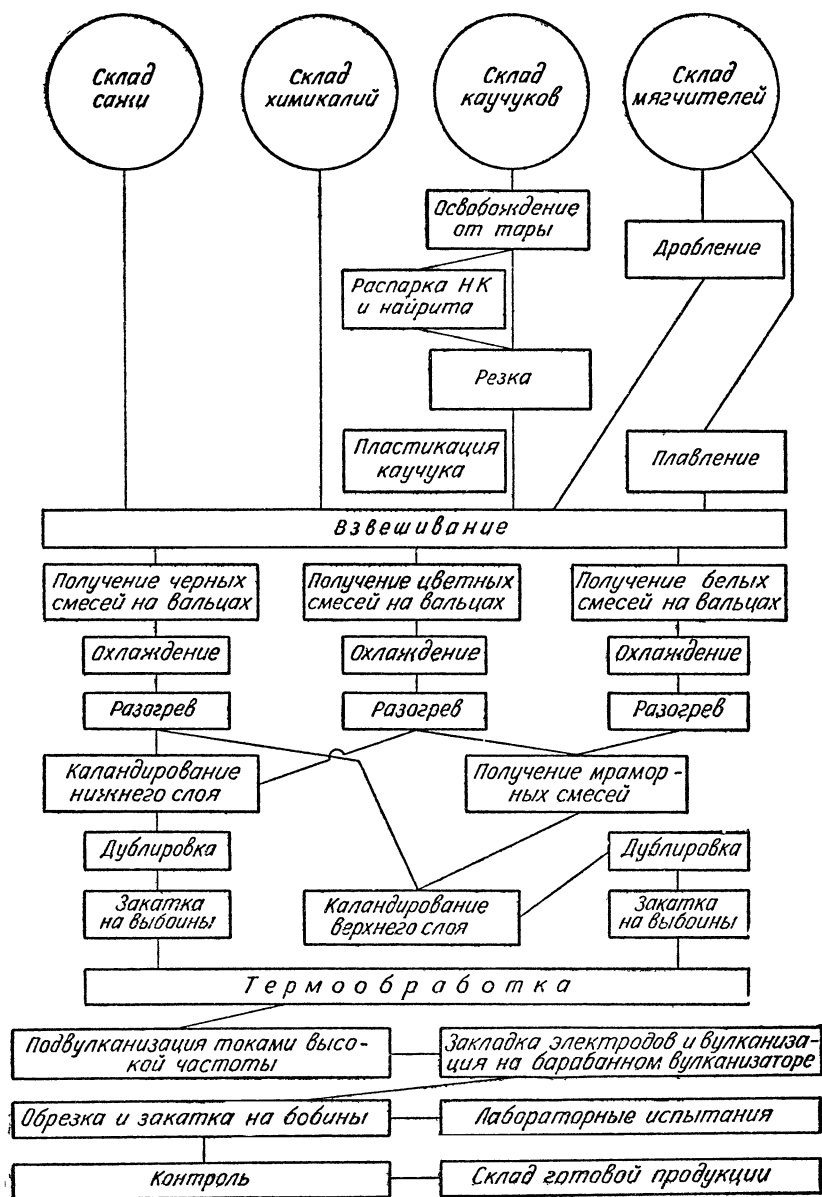 Склад
сажи
Склад
химикалий
Склад
каучуков
Склад
мягчителей
Освобождение
от тары
Дробление
Распарка НК
и найрита
Резка
Пластикация
каучука
Плавление
Взвешивание
Получение черных
смесей на вальцах
Получение цветных
смесей на вальцах
Получение белых
смесей на вальцах
Охлаждение
Охлаждение
Охлаждение
Разогрев
Разогрев
Разогрев
Каландирование
нижнего слоя
Получение мрамор-
ных смесей
Дублировка
Дублировка
Закатка
на выбоины
Каландирование
верхнего слоя
Закатка
на выбоины
Термообработка
Подвулканизация токами высо-
кой частоты
Закладка электродов и вулканиза-
ция на барабанном вулканизаторе
Обрезка и закатка на бобины
Лабораторные испытания
Контроль
Склад готовой продукции